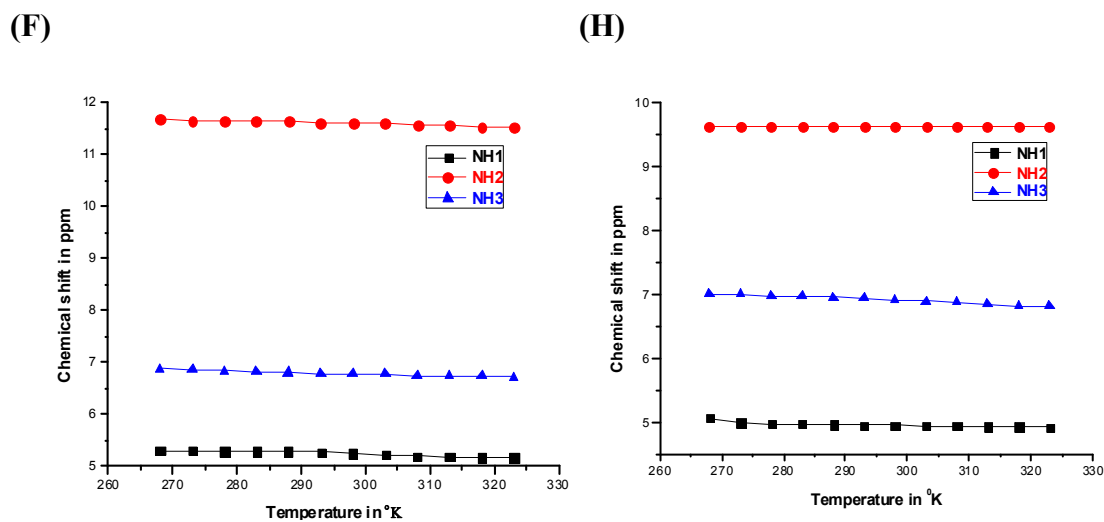 (F)
(H)
Chemical shift in ppm
12
11
10
9
8
7
6
5
NH1
NH2
NH3
260 270 280 290 300 310 320 330
Temperature in °K
Chemical shift in ppm
10
9
8
7
6
5
NH1
NH2
NH3
260 270 280 290 300 310 320 330
Temperature in ⁰K